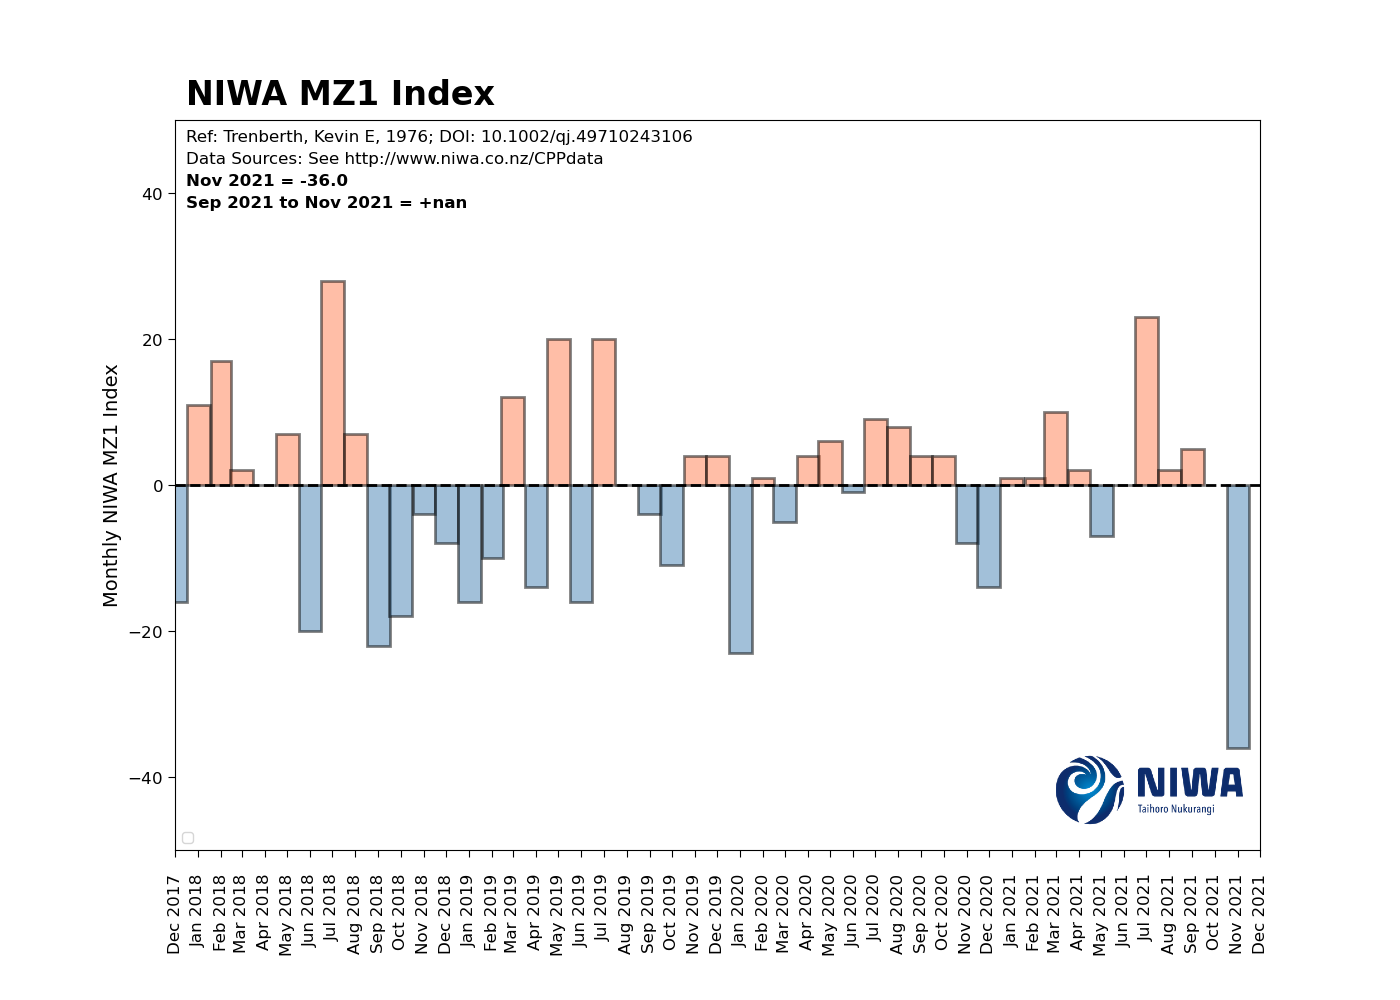 NIWA MZ1 Index
Ref: Trenberth, Kevin E, 1976; DOI: 10.1002/qj.49710243106
Data Sources: See http://www.niwa.co.nz/CPPdata
Nov 2021 = -36.0
Sep 2021 to Nov 2021 = +nan
Monthly NIWA MZ1 Index
40
20
0
−20
−40
NIWA
Taihoro Nukurangi
Dec 2017
Jan 2018
Feb 2018
Mar 2018
Apr 2018
May 2018
Jun 2018
Jul 2018
Aug 2018
Sep 2018
Oct 2018
Nov 2018
Dec 2018
Jan 2019
Feb 2019
Mar 2019
Apr 2019
May 2019
Jun 2019
Jul 2019
Aug 2019
Sep 2019
Oct 2019
Nov 2019
Dec 2019
Jan 2020
Feb 2020
Mar 2020
Apr 2020
May 2020
Jun 2020
Jul 2020
Aug 2020
Sep 2020
Oct 2020
Nov 2020
Dec 2020
Jan 2021
Feb 2021
Mar 2021
Apr 2021
May 2021
Jun 2021
Jul 2021
Aug 2021
Sep 2021
Oct 2021
Nov 2021
Dec 2021